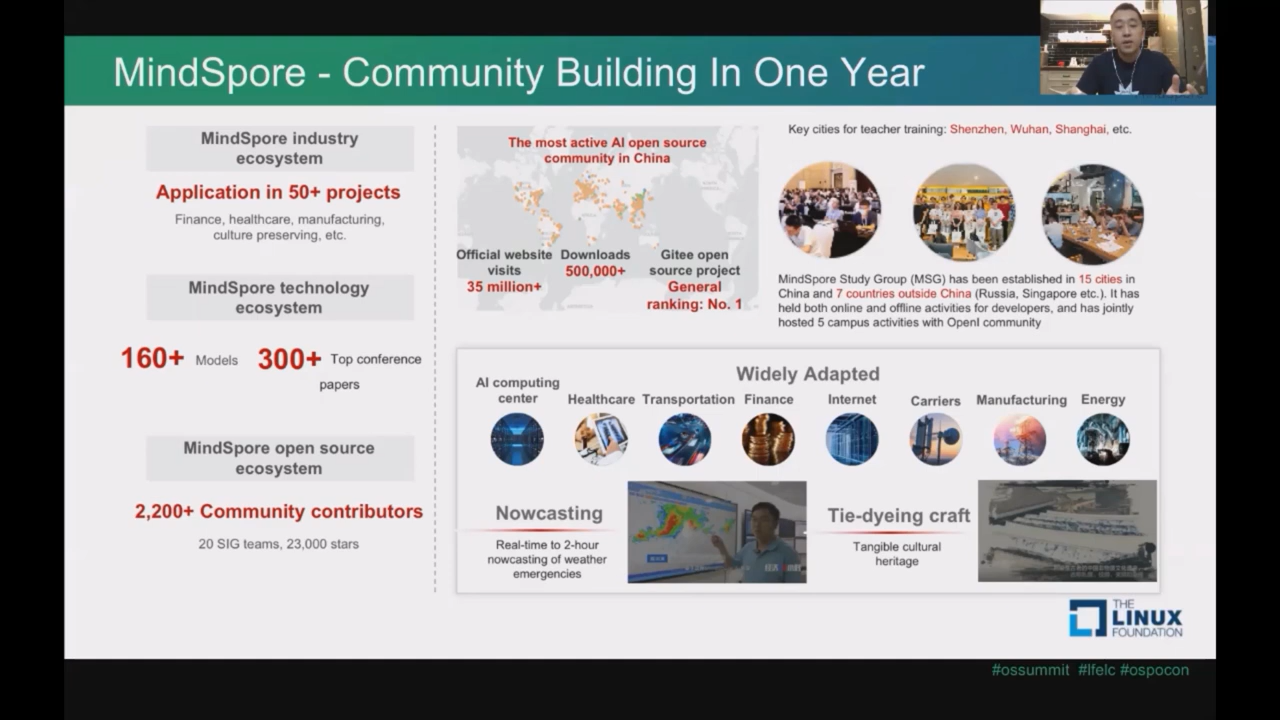 MindSpore - Community Building In One Year
MindSpore industry
ecosystem
Application in 50+ projects
Finance, healthcare, manufacturing,
culture preserving, etc.
MindSpore technology
ecosystem
160+ Models 300+ Top conference
papers
MindSpore open source
ecosystem
2,200+ Community contributors
20 SIG teams, 23,000 stars
The most active AI open source
community in China
Official website
visits
35 million+
Downloads
500,000+
Gitee open
source project
General
ranking: No. 1
Key cities for teacher training: Shenzhen, Wuhan, Shanghai, etc.
MindSpore Study Group (MSG) has been established in 15 cities in
China and 7 countries outside China (Russia, Singapore etc.). It has
held both online and offline activities for developers, and has jointly
hosted 5 campus activities with OpenI community
Widely Adapted
AI computing
center
Healthcare
Transportation
Finance
Internet
Carriers
Manufacturing
Energy
Nowcasting
Real-time to 2-hour
nowcasting of weather
emergencies
Tie-dyeing craft
Tangible cultural
heritage
THE
LINUX
FOUNDATION
#ossummit #lfelc #ospocon